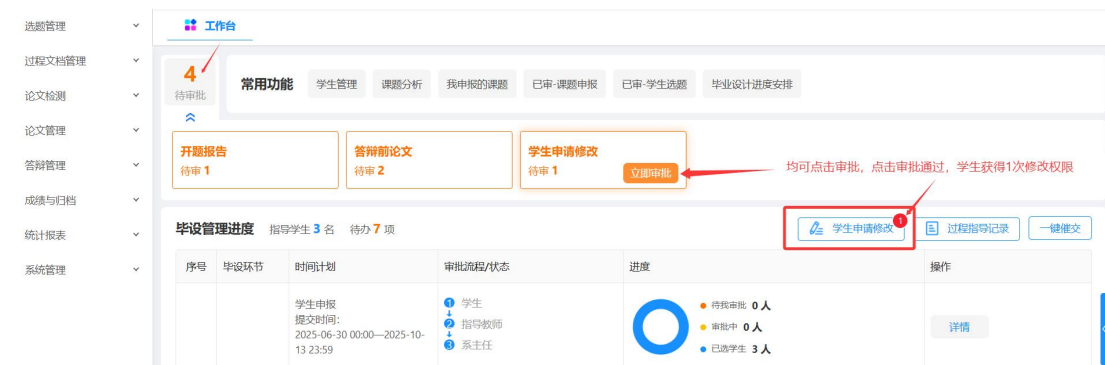 选题管理
过程文档管理
论文检测
论文管理
答辩管理
成绩与归档
统计报表
系统管理
工作台
4
待审批
常用功能 学生管理 课题分析 我申报的课题 已审-课题申报 已审-学生选题 毕业设计进度安排
开题报告
待审 1
答辩前论文
待审 2
学生申请修改
待审 1
立即审批
均可点击审批，点击审批通过，学生获得1次修改权限
毕设管理进度 指导学生 3 名 待办 7 项
学生申请修改 1
过程指导记录
一键催交
序号 毕设环节 时间计划 审批流程/状态 进度 操作
学生申报
提交时间：
2025-06-30 00:00—2025-10-
13 23:59
1 学生
2 指导教师
3 系主任
待我审批 0 人
审批中 0 人
已选学生 3 人
详情